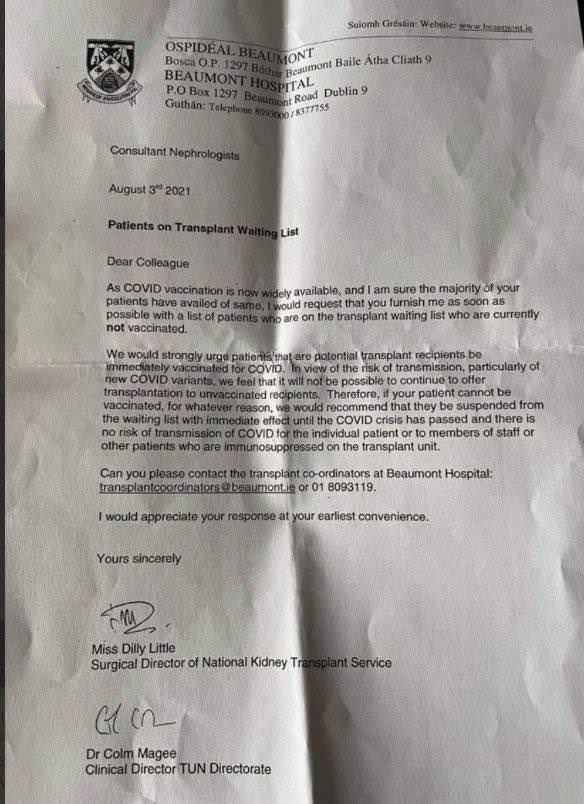 Suíomh Gréasáin: Website: www.beaumont.ie
OSPIDÉAL BEAUMONT
Bosca O.P. 1297 Bóthar Beaumont Baile Átha Cliath 9
BEAUMONT HOSPITAL
P.O Box 1297 Beaumont Road Dublin 9
Guthán: Telephone 8093000 / 8377755
Consultant Nephrologists
August 3rd 2021
Patients on Transplant Waiting List
Dear Colleague
As COVID vaccination is now widely available, and I am sure the majority of your
patients have availed of same, I would request that you furnish me as soon as
possible with a list of patients who are on the transplant waiting list who are currently
not vaccinated.
We would strongly urge patients that are potential transplant recipients be
immediately vaccinated for COVID. In view of the risk of transmission, particularly of
new COVID variants, we feel that it will not be possible to continue to offer
transplantation to unvaccinated recipients. Therefore, if your patient cannot be
vaccinated, for whatever reason, we would recommend that they be suspended from
the waiting list with immediate effect until the COVID crisis has passed and there is
no risk of transmission of COVID for the individual patient or to members of staff or
other patients who are immunosuppressed on the transplant unit.
Can you please contact the transplant co-ordinators at Beaumont Hospital:
transplantcoordinators@beaumont.ie or 01 8093119.
I would appreciate your response at your earliest convenience.
Yours sincerely
Miss Dilly Little
Surgical Director of National Kidney Transplant Service
Dr Colm Magee
Clinical Director TUN Directorate